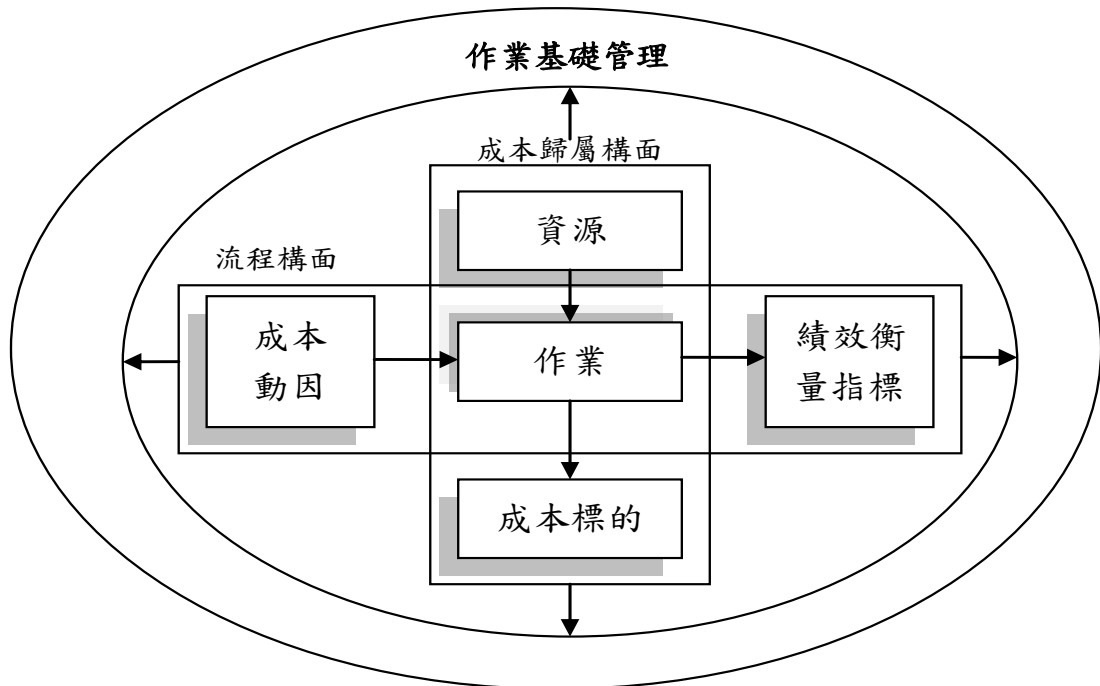 作業基礎管理
成本歸屬構面
資源
流程構面
成本
動因
作業
績效衡
量指標
成本標的